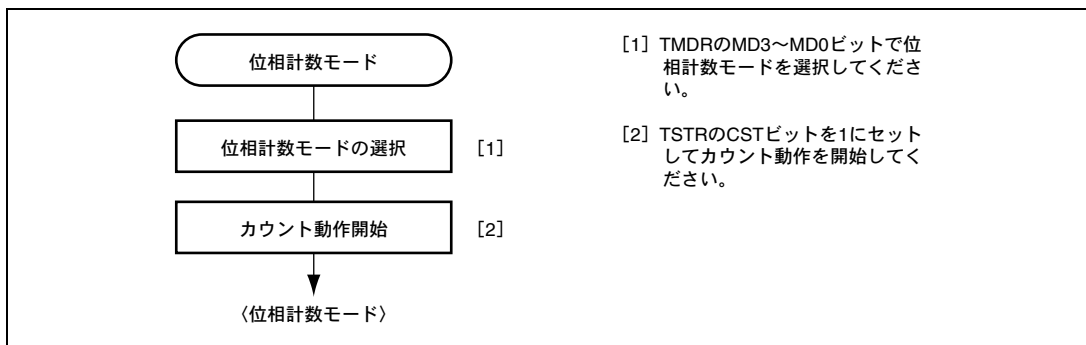 位相計数モード
位相計数モードの選択 [1]
カウント動作開始 [2]
〈位相計数モード〉
[1] TMDRのMD3～MD0ビットで位
相計数モードを選択してくださ
い。
[2] TSTRのCSTビットを1にセット
してカウント動作を開始してく
ださい。